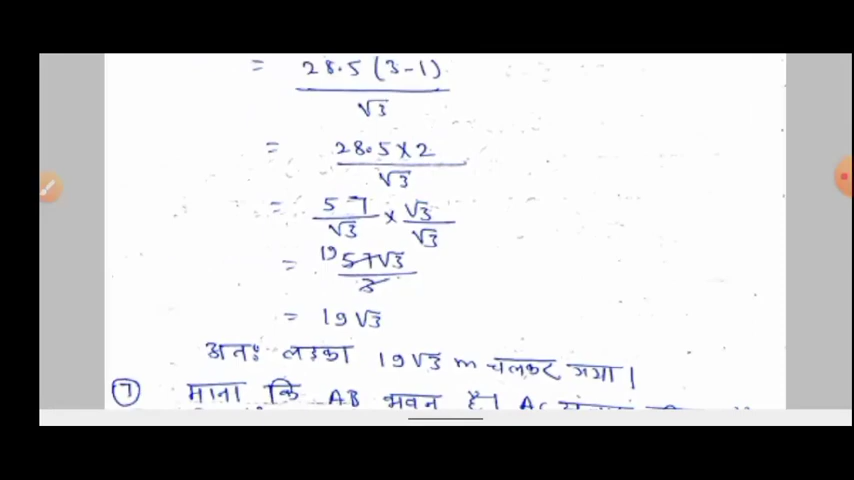 = 28.5 (3-1) / √3
= 28.5 × 2 / √3
= 57/√3 × √3/√3
= 19 57√3 / 3
= 19√3
अतः लड़का 19√3 m चलकर गया।
(7) माना कि AB भवन है। AC